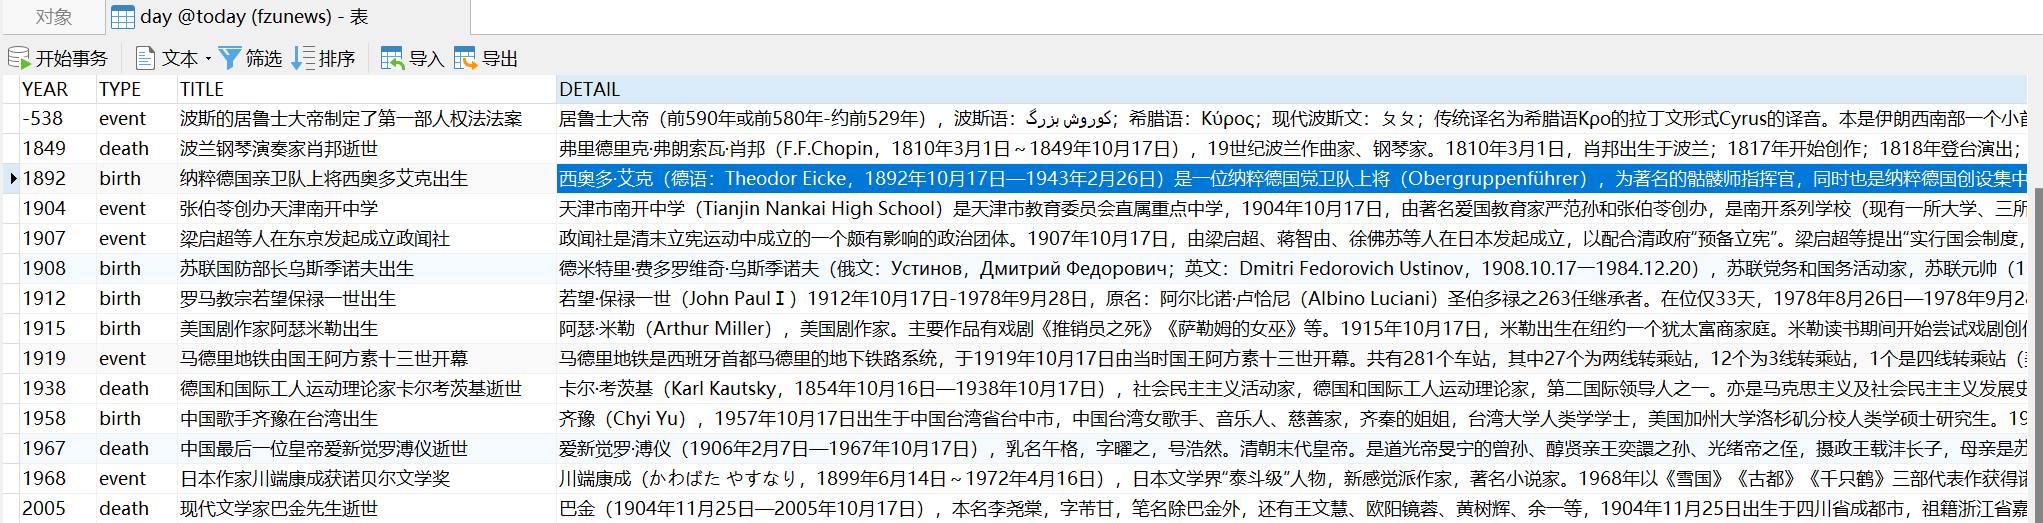 对象 day @today (fzunews) - 表
开始事务 文本 筛选 排序 导入 导出
YEAR TYPE TITLE DETAIL
-538 event 波斯的居鲁士大帝制定了第一部人权法法案 居鲁士大帝（前590年或前580年-约前529年），波斯语：کوروش بزرگ；希腊语：Κύρος；现代波斯文：ㄆㄆ；传统译名为希腊语Κρο的拉丁文形式Cyrus的译音。本是伊朗西南部一个小首
1849 death 波兰钢琴演奏家肖邦逝世 弗里德里克·弗朗索瓦·肖邦（F.F.Chopin，1810年3月1日～1849年10月17日），19世纪波兰作曲家、钢琴家。1810年3月1日，肖邦出生于波兰；1817年开始创作；1818年登台演出；
1892 birth 纳粹德国亲卫队上将西奥多艾克出生 西奥多·艾克（德语：Theodor Eicke，1892年10月17日—1943年2月26日）是一位纳粹德国党卫队上将（Obergruppenführer），为著名的骷髅师指挥官，同时也是纳粹德国创设集中
1904 event 张伯苓创办天津南开中学 天津市南开中学（Tianjin Nankai High School）是天津市教育委员会直属重点中学，1904年10月17日，由著名爱国教育家严范孙和张伯苓创办，是南开系列学校（现有一所大学、三所
1907 event 梁启超等人在东京发起成立政闻社 政闻社是清末立宪运动中成立的一个颇有影响的政治团体。1907年10月17日，由梁启超、蒋智由、徐佛苏等人在日本发起成立，以配合清政府“预备立宪”。梁启超等提出“实行国会制度，
1908 birth 苏联国防部长乌斯季诺夫出生 德米特里·费多罗维奇·乌斯季诺夫（俄文：Устинов，Дмитрий Федорович；英文：Dmitri Fedorovich Ustinov，1908.10.17一1984.12.20），苏联党务和国务活动家，苏联元帅（1
1912 birth 罗马教宗若望保禄一世出生 若望·保禄一世（John Paul Ⅰ）1912年10月17日-1978年9月28日，原名：阿尔比诺·卢恰尼（Albino Luciani）圣伯多禄之263任继承者。在位仅33天，1978年8月26日—1978年9月28
1915 birth 美国剧作家阿瑟米勒出生 阿瑟·米勒（Arthur Miller），美国剧作家。主要作品有戏剧《推销员之死》《萨勒姆的女巫》等。1915年10月17日，米勒出生在纽约一个犹太富商家庭。米勒读书期间开始尝试戏剧创
1919 event 马德里地铁由国王阿方素十三世开幕 马德里地铁是西班牙首都马德里的地下铁路系统，于1919年10月17日由当时国王阿方素十三世开幕。共有281个车站，其中27个为两线转乘站，12个为3线转乘站，1个是四线转乘站（
1938 death 德国和国际工人运动理论家卡尔考茨基逝世 卡尔·考茨基（Karl Kautsky，1854年10月16日—1938年10月17日），社会民主主义活动家，德国和国际工人运动理论家，第二国际领导人之一。亦是马克思主义及社会民主主义发展史
1958 birth 中国歌手齐豫在台湾出生 齐豫（Chyi Yu），1957年10月17日出生于中国台湾省台中市，中国台湾女歌手、音乐人、慈善家，齐秦的姐姐，台湾大学人类学学士，美国加州大学洛杉矶分校人类学硕士研究生。19
1967 death 中国最后一位皇帝爱新觉罗溥仪逝世 爱新觉罗·溥仪（1906年2月7日—1967年10月17日），乳名午格，字曜之，号浩然。清朝末代皇帝。是道光帝旻宁的曾孙、醇贤亲王奕譞之孙、光绪帝之侄，摄政王载沣长子，母亲是苏
1968 event 日本作家川端康成获诺贝尔文学奖 川端康成（かわばた やすなり，1899年6月14日～1972年4月16日），日本文学界“泰斗级”人物，新感觉派作家，著名小说家。1968年以《雪国》《古都》《千只鹤》三部代表作获得诺
2005 death 现代文学家巴金先生逝世 巴金（1904年11月25日—2005年10月17日），本名李尧棠，字芾甘，笔名除巴金外，还有王文慧、欧阳镜蓉、黄树辉、余一等，1904年11月25日出生于四川省成都市，祖籍浙江省嘉